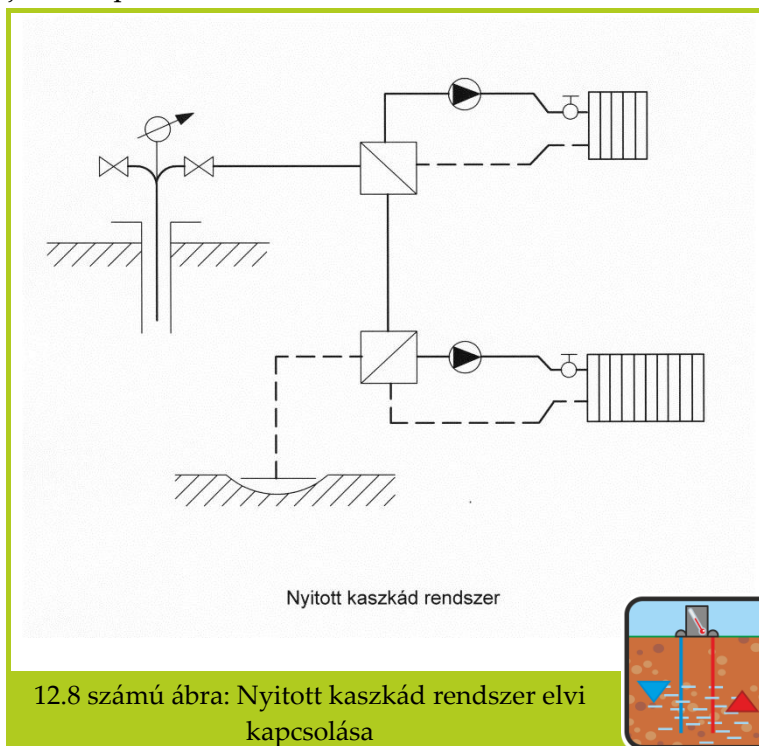 Nyitott kaszkád rendszer
12.8 számú ábra: Nyitott kaszkád rendszer elvi
kapcsolása